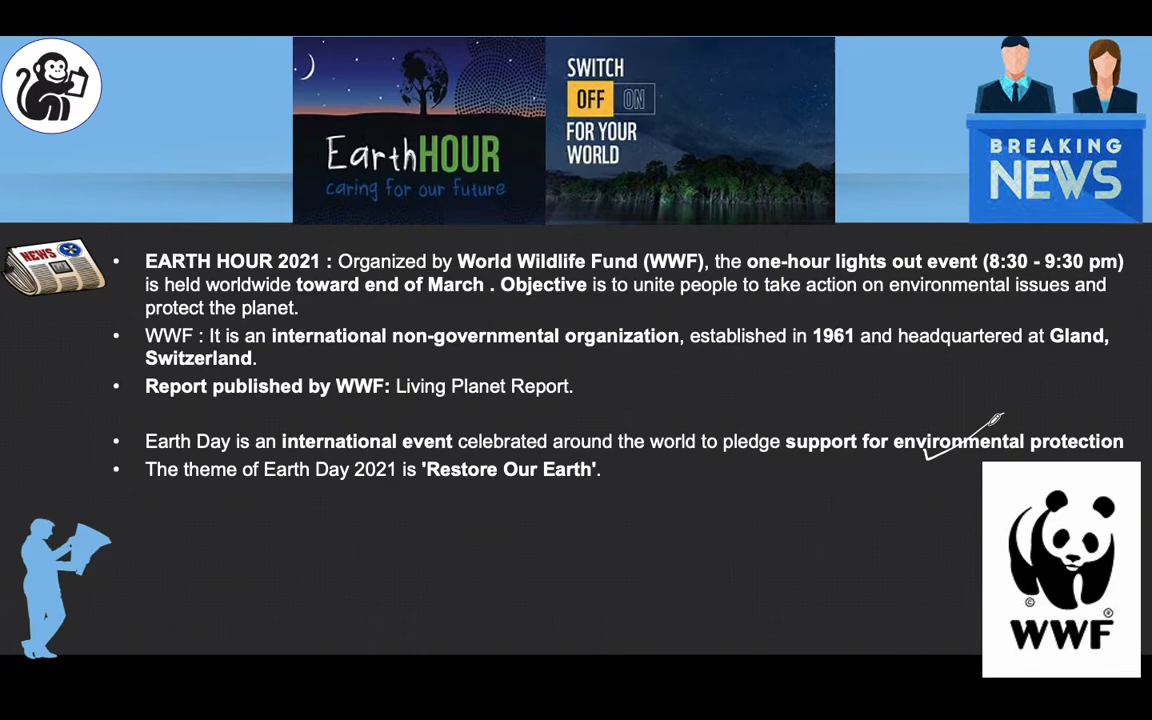 EarthHOUR
caring for our future
SWITCH
OFF ON
FOR YOUR
WORLD
BREAKING
NEWS
NEWS
• EARTH HOUR 2021 : Organized by World Wildlife Fund (WWF), the one-hour lights out event (8:30 - 9:30 pm)
is held worldwide toward end of March . Objective is to unite people to take action on environmental issues and
protect the planet.
• WWF : It is an international non-governmental organization, established in 1961 and headquartered at Gland,
Switzerland.
• Report published by WWF: Living Planet Report.
• Earth Day is an international event celebrated around the world to pledge support for environmental protection
• The theme of Earth Day 2021 is 'Restore Our Earth'.
©
®
WWF